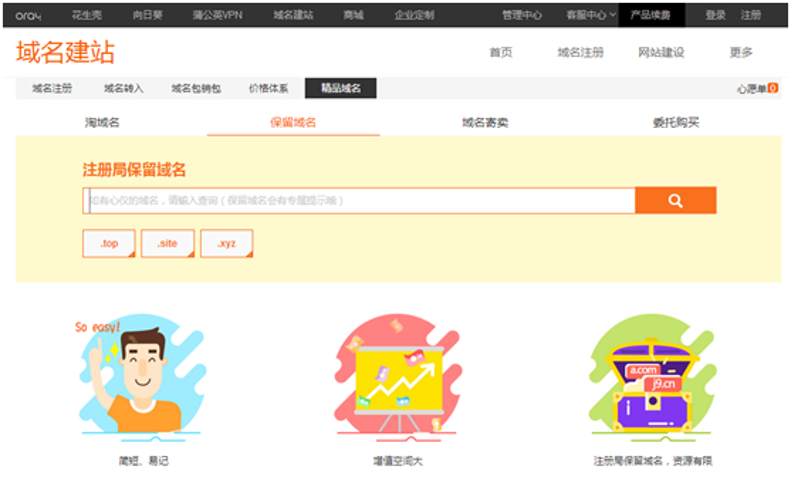 oray 花生壳 向日葵 蒲公英VPN 域名建站 商城 企业定制 管理中心 客服中心 产品续费 登录 注册
域名建站 首页 域名注册 网站建设 更多
域名注册 域名转入 域名包销包 价格体系 精品域名 心愿单 0
淘域名 保留域名 域名寄卖 委托购买
注册局保留域名
如有心仪的域名，请输入查询（保留域名会有专属提示哦）
.top .site .xyz
So easy!
a.com
j9.cn
简短、易记 增值空间大 注册局保留域名，资源有限